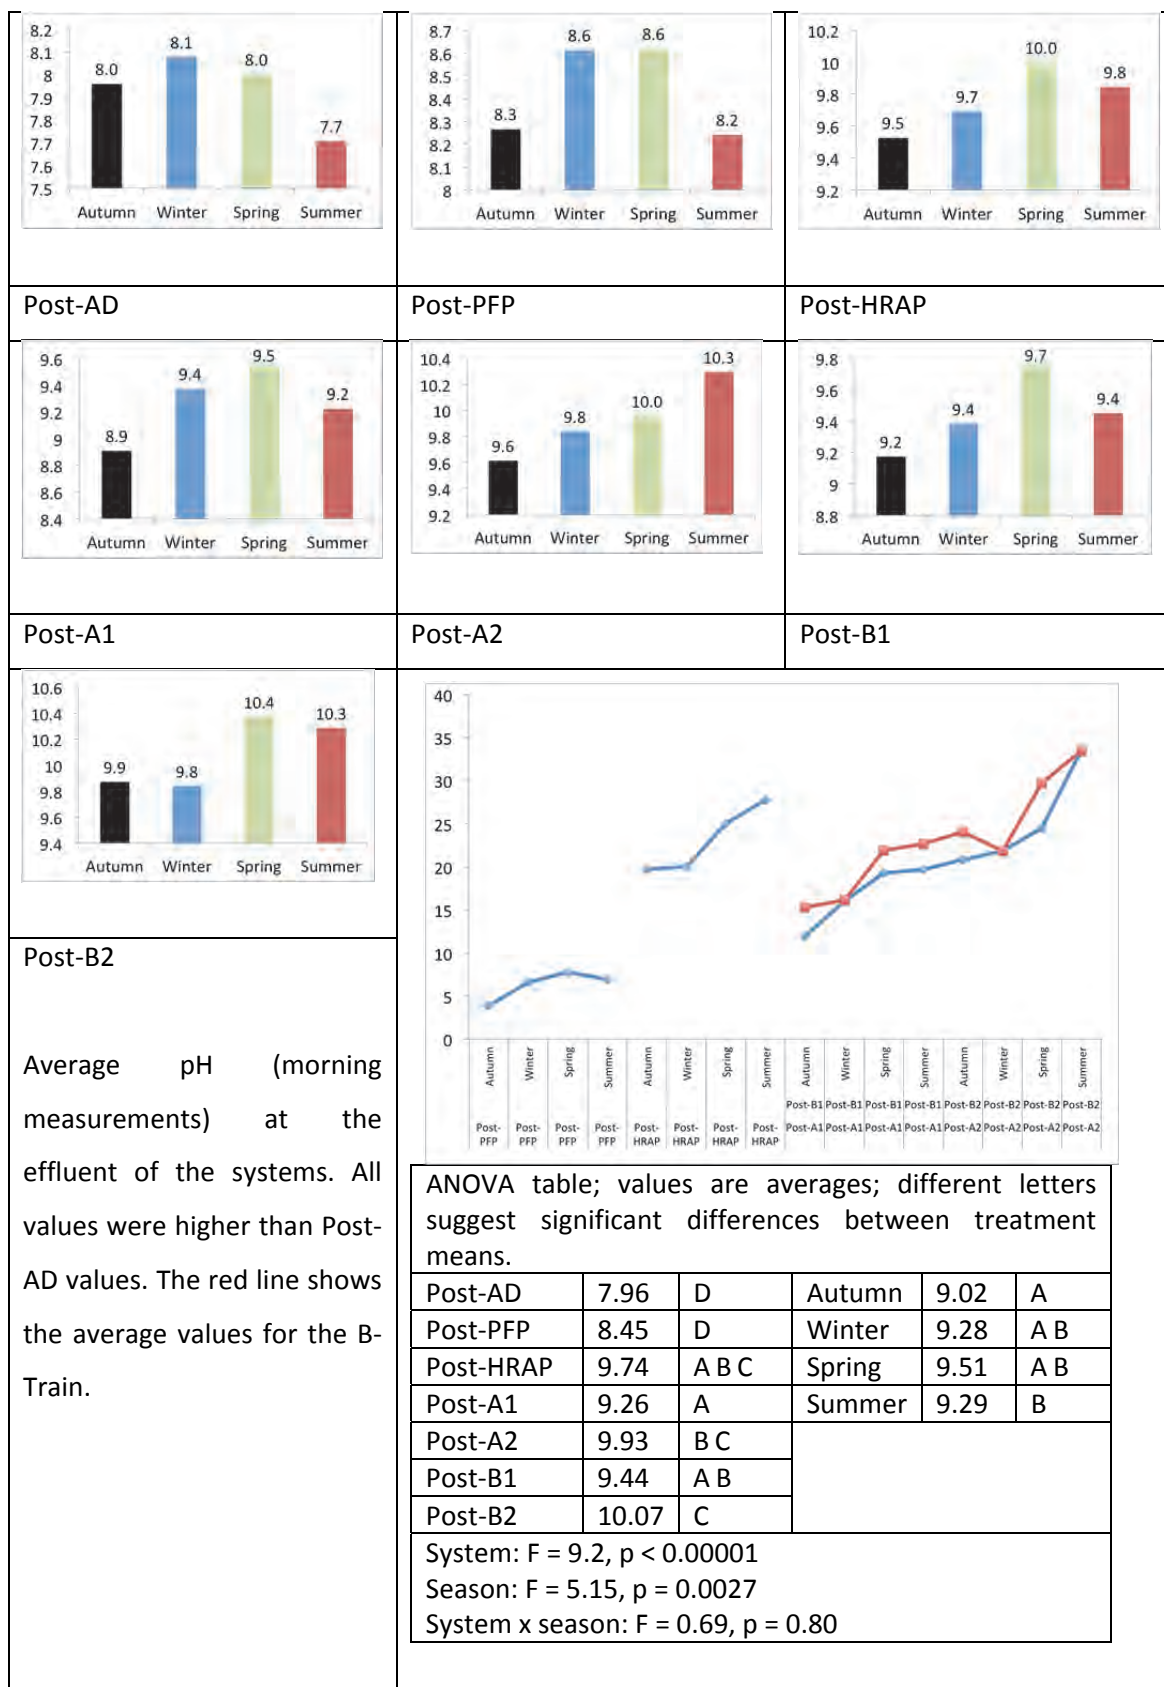 8.2
8.1
8
7.9
7.8
7.7
7.6
7.5
8.0
8.1
8.0
7.7
Autumn Winter Spring Summer
8.7
8.6
8.5
8.4
8.3
8.2
8.1
8
8.3
8.6
8.6
8.2
Autumn Winter Spring Summer
10.2
10
9.8
9.6
9.4
9.2
9.5
9.7
10.0
9.8
Autumn Winter Spring Summer
Post-AD
Post-PFP
Post-HRAP
9.6
9.4
9.2
9
8.8
8.6
8.4
8.9
9.4
9.5
9.2
Autumn Winter Spring Summer
10.4
10.2
10
9.8
9.6
9.4
9.2
9.6
9.8
10.0
10.3
Autumn Winter Spring Summer
9.8
9.6
9.4
9.2
9
8.8
9.2
9.4
9.7
9.4
Autumn Winter Spring Summer
Post-A1
Post-A2
Post-B1
10.6
10.4
10.2
10
9.8
9.6
9.4
9.9
9.8
10.4
10.3
Autumn Winter Spring Summer
Post-B2
Average pH (morning
measurements) at the
effluent of the systems. All
values were higher than Post-
AD values. The red line shows
the average values for the B-
Train.
40
35
30
25
20
15
10
5
0
Autumn Winter Spring Summer Autumn Winter Spring Summer Autumn Winter Spring Summer Autumn Winter Spring Summer
Post-B1 Post-B1 Post-B1 Post-B1 Post-B2 Post-B2 Post-B2 Post-B2
Post- Post- Post- Post- Post- Post- Post- Post- Post-A1 Post-A1 Post-A1 Post-A1 Post-A2 Post-A2 Post-A2 Post-A2
PFP PFP PFP PFP HRAP HRAP HRAP HRAP
ANOVA table; values are averages; different letters
suggest significant differences between treatment
means.
Post-AD 7.96 D Autumn 9.02 A
Post-PFP 8.45 D Winter 9.28 A B
Post-HRAP 9.74 A B C Spring 9.51 A B
Post-A1 9.26 A Summer 9.29 B
Post-A2 9.93 B C
Post-B1 9.44 A B
Post-B2 10.07 C
System: F = 9.2, p < 0.00001
Season: F = 5.15, p = 0.0027
System x season: F = 0.69, p = 0.80